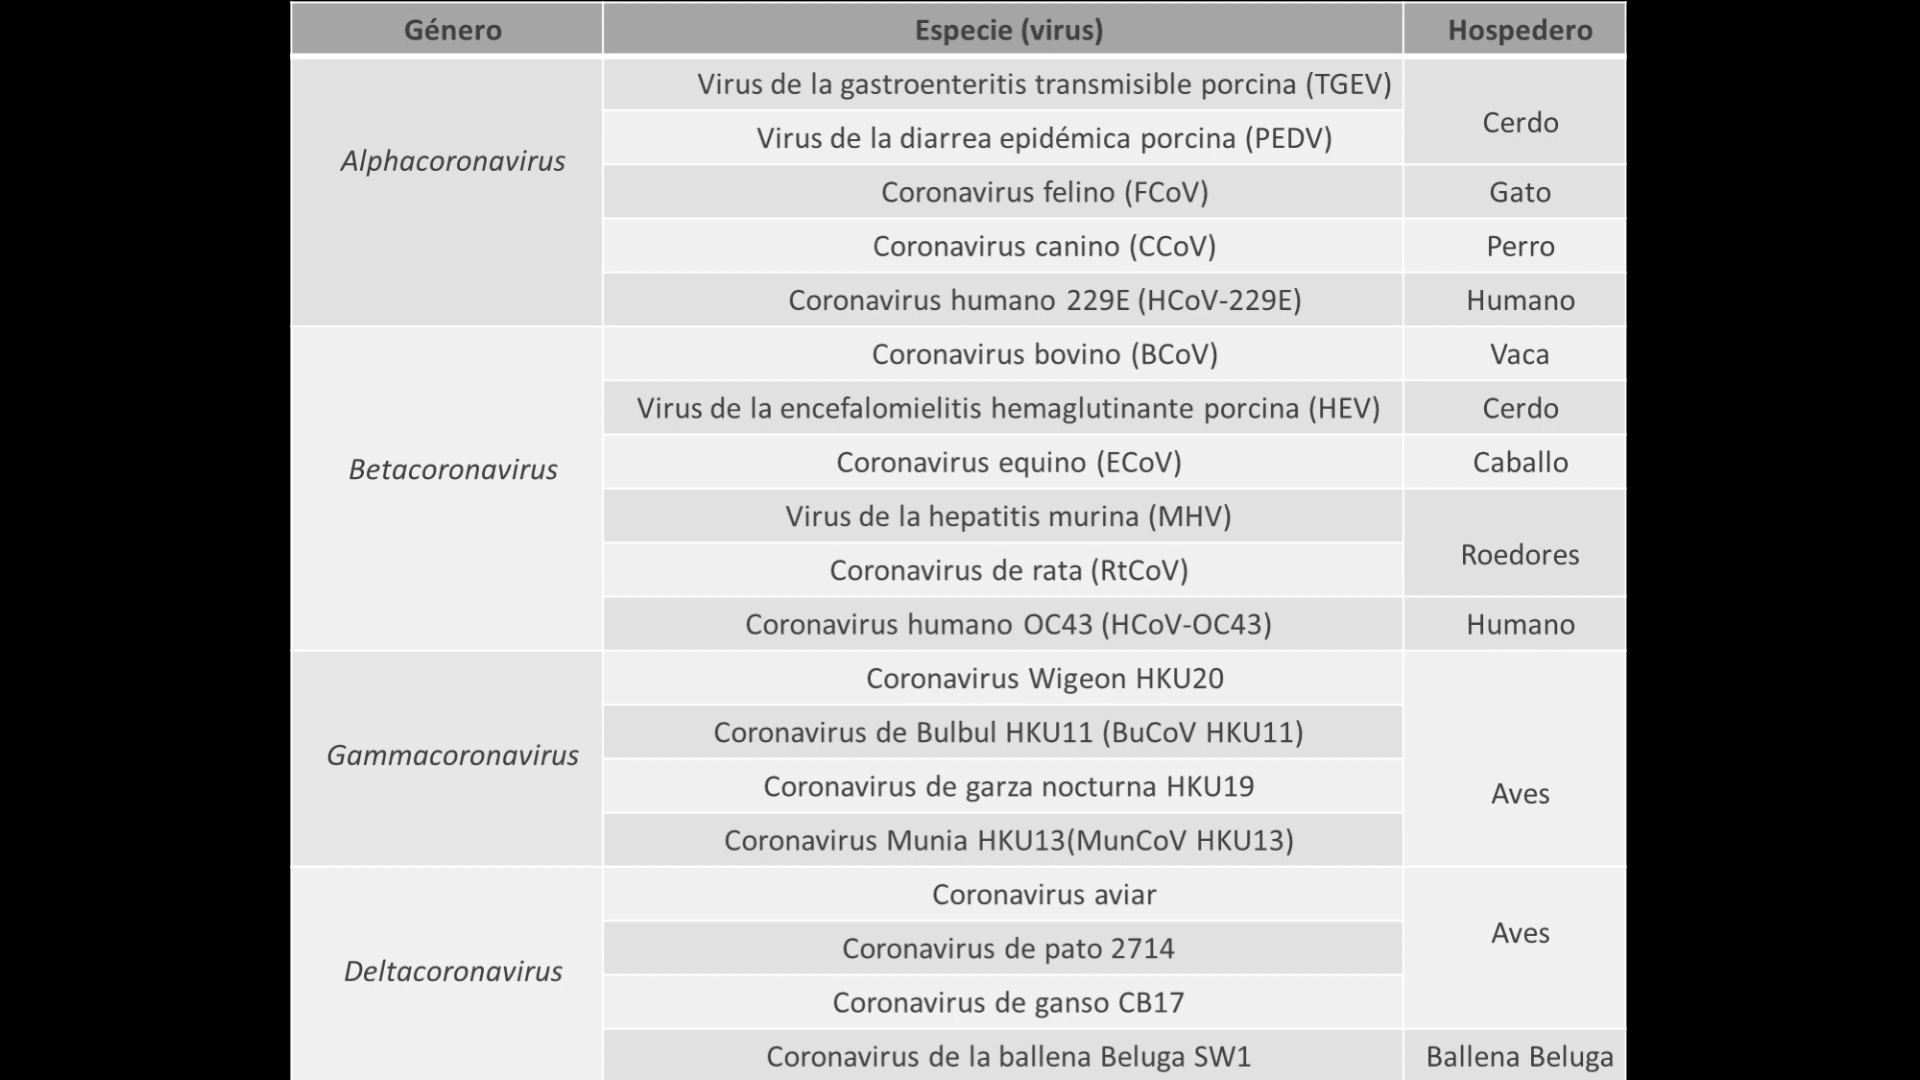 Género Especie (virus) Hospedero
Virus de la gastroenteritis transmisible porcina (TGEV)
Cerdo
Virus de la diarrea epidémica porcina (PEDV)
Alphacoronavirus
Coronavirus felino (FCoV) Gato
Coronavirus canino (CCoV) Perro
Coronavirus humano 229E (HCoV-229E) Humano
Coronavirus bovino (BCoV) Vaca
Virus de la encefalomielitis hemaglutinante porcina (HEV) Cerdo
Betacoronavirus
Coronavirus equino (ECoV) Caballo
Virus de la hepatitis murina (MHV)
Roedores
Coronavirus de rata (RtCoV)
Coronavirus humano OC43 (HCoV-OC43) Humano
Coronavirus Wigeon HKU20
Coronavirus de Bulbul HKU11 (BuCoV HKU11)
Gammacoronavirus
Coronavirus de garza nocturna HKU19
Aves
Coronavirus Munia HKU13(MunCoV HKU13)
Coronavirus aviar
Aves
Coronavirus de pato 2714
Deltacoronavirus
Coronavirus de ganso CB17
Coronavirus de la ballena Beluga SW1 Ballena Beluga